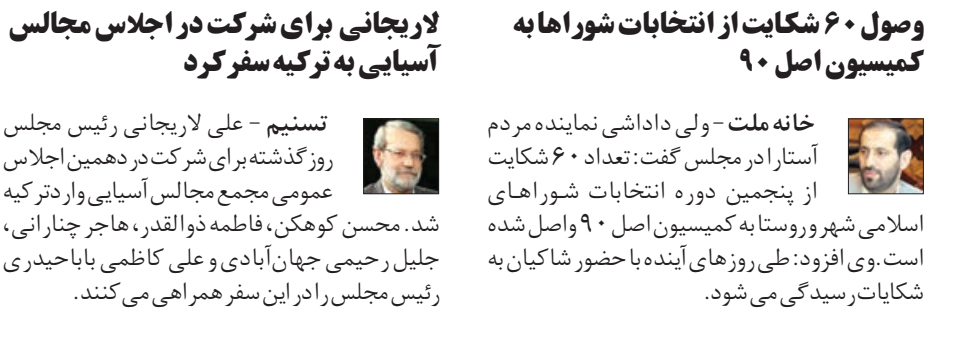 وصول ۶۰ شکایت از انتخابات شوراها به
کمیسیون اصل ۹۰
خانه ملت - ولی داداشی نماینده مردم
آستارا در مجلس گفت: تعداد ۶۰ شکایت
از پنجمین دوره انتخابات شوراهای
اسلامی شهر و روستا به کمیسیون اصل ۹۰ واصل شده
است. وی افزود: طی روزهای آینده با حضور شاکیان به
شکایات رسیدگی می شود.
لاریجانی برای شرکت در اجلاس مجالس
آسیایی به ترکیه سفر کرد
تسنیم - علی لاریجانی رئیس مجلس
روز گذشته برای شرکت در دهمین اجلاس
عمومی مجمع مجالس آسیایی وارد ترکیه
شد. محسن کوهکن، فاطمه ذوالقدر، هاجر چنارانی،
جلیل رحیمی جهان‌آبادی و علی کاظمی باباحیدری
رئیس مجلس را در این سفر همراهی می کنند.